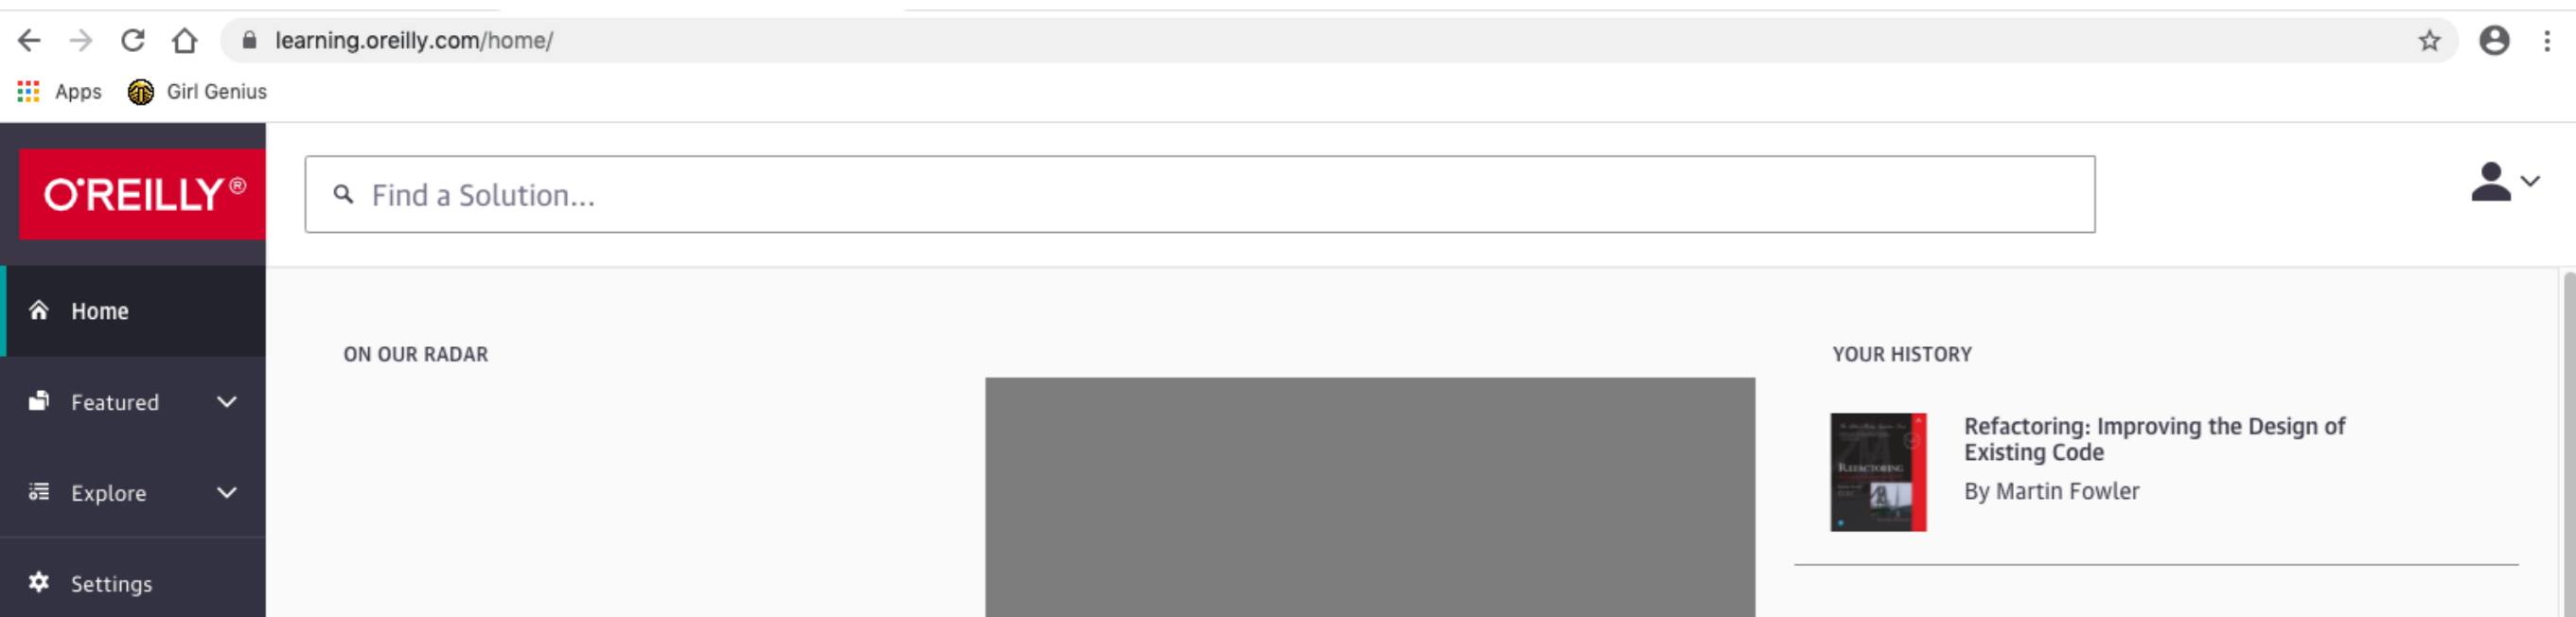 learning.oreilly.com/home/
Apps
Girl Genius
O'REILLY®
Find a Solution...
Home
Featured
Explore
Settings
ON OUR RADAR
YOUR HISTORY
REFACTORING
Refactoring: Improving the Design of
Existing Code
By Martin Fowler